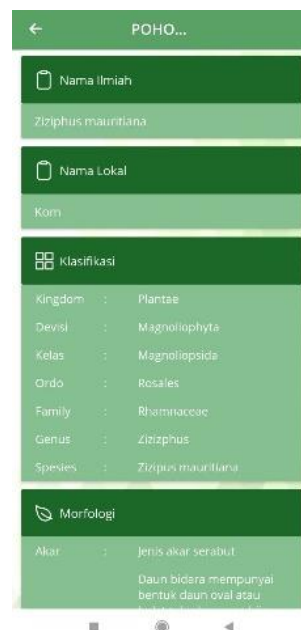 POHO...
Nama Ilmiah
Ziziphus mauritiana
Nama Lokal
Kom
Klasifikasi
Kingdom : Plantae
Devisi : Magnoliophyta
Kelas : Magnoliopsida
Ordo : Rosales
Family : Rhamnaceae
Genus : Zizizphus
Spesies : Zizipus mauritiana
Morfologi
Akar : Jenis akar serabut
Daun bidara mempunyai
bentuk daun oval atau